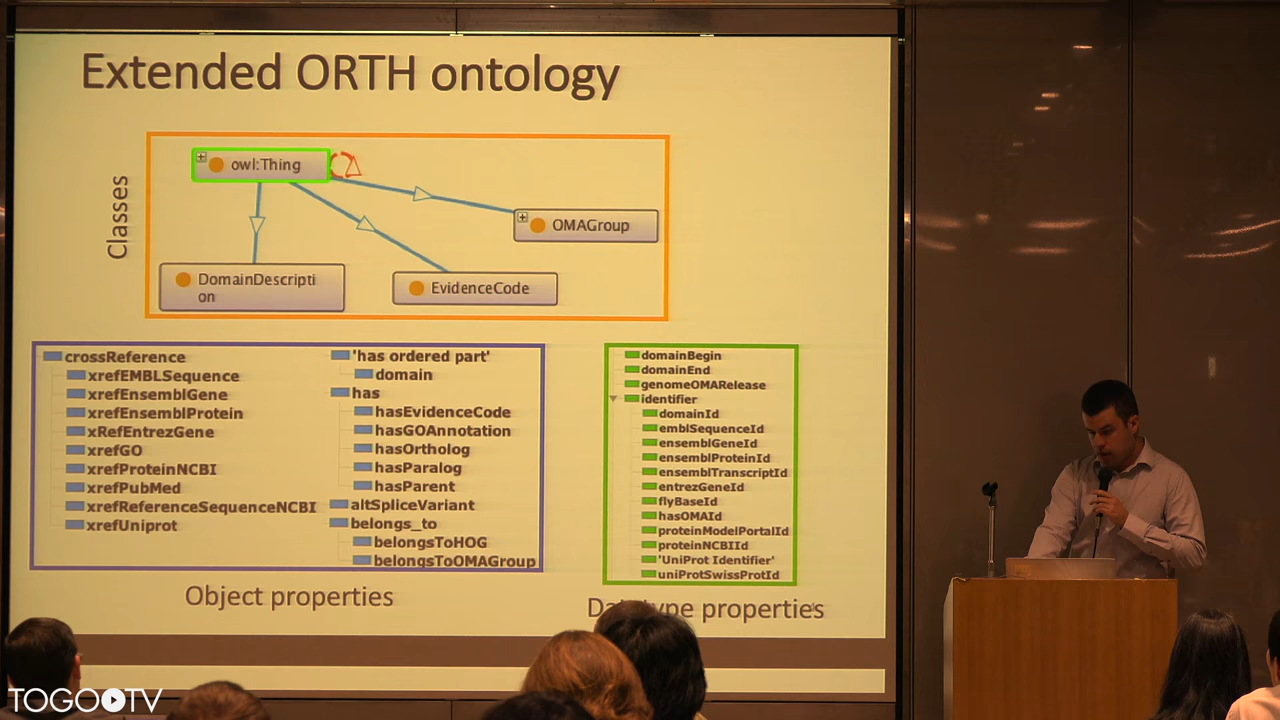 Extended ORTH ontology
Classes
owl:Thing
OMAGroup
DomainDescripti
on
EvidenceCode
crossReference
xrefEMBLSequence
xrefEnsemblGene
xrefEnsemblProtein
xRefEntrezGene
xrefGO
xrefProteinNCBI
xrefPubMed
xrefReferenceSequenceNCBI
xrefUniprot
'has ordered part'
domain
has
hasEvidenceCode
hasGOAnnotation
hasOrtholog
hasParalog
hasParent
altSpliceVariant
belongs_to
belongsToHOG
belongsToOMAGroup
Object properties
domainBegin
domainEnd
genomeOMARelease
identifier
domainId
emblSequenceId
ensemblGeneId
ensemblProteinId
ensemblTranscriptId
entrezGeneId
flyBaseId
hasOMAId
proteinModelPortalId
proteinNCBIId
'UniProt Identifier'
uniProtSwissProtId
properties
TOGOTV